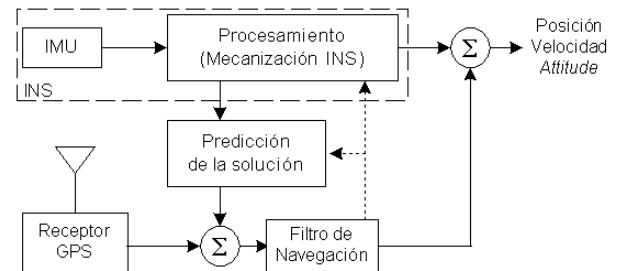 IMU
Procesamiento
(Mecanización INS)
Σ
Posición
Velocidad
Attitude
INS
Predicción
de la solución
Receptor
GPS
Σ
Filtro de
Navegación